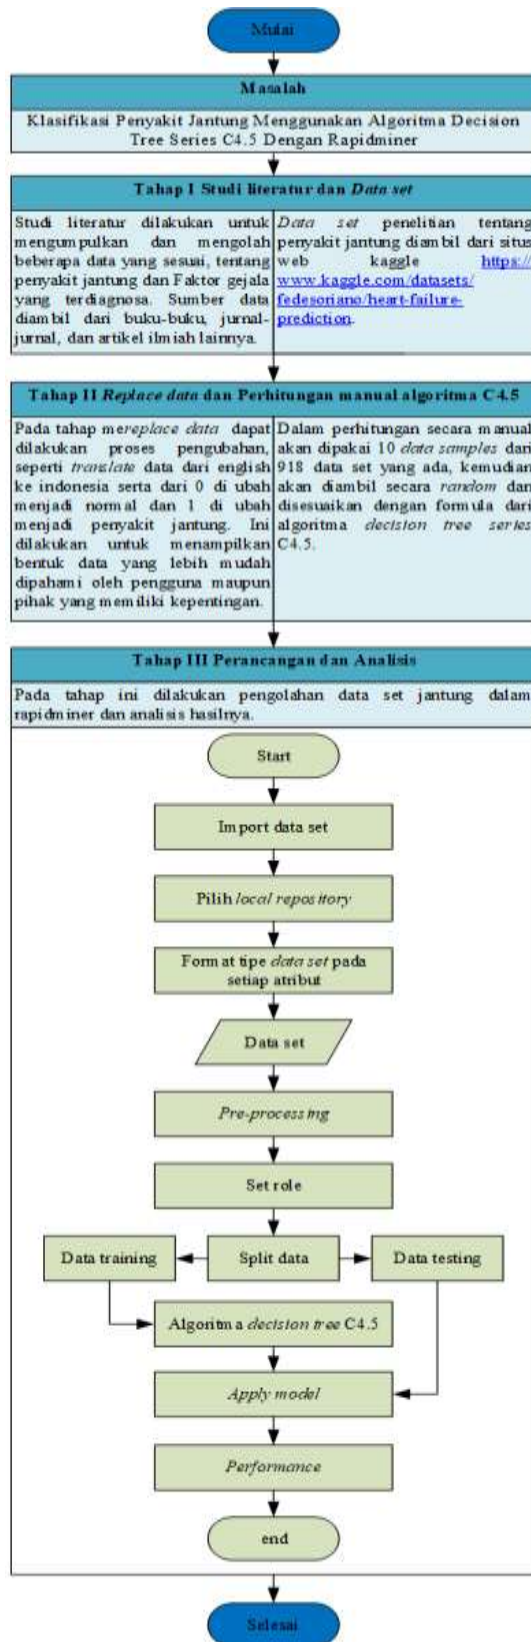 Mulai
Masalah
Klasifikasi Penyakit Jantung Menggunakan Algoritma Decision
Tree Series C4.5 Dengan Rapidminer
Tahap I Studi literatur dan Data set
Studi literatur dilakukan untuk
mengumpulkan dan mengolah
beberapa data yang sesuai, tentang
penyakit jantung dan Faktor gejala
yang terdiagnosa. Sumber data
diambil dari buku-buku, jurnal-
jurnal, dan artikel ilmiah lainnya.
Data set penelitian tentang
penyakit jantung diambil dari situs
web kaggle https://
www.kaggle.com/datasets/
fedesoriano/heart-failure-
prediction.
Tahap II Replace data dan Perhitungan manual algoritma C4.5
Pada tahap mereplace data dapat
dilakukan proses pengubahan,
seperti translate data dari english
ke indonesia serta dari 0 di ubah
menjadi normal dan 1 di ubah
menjadi penyakit jantung. Ini
dilakukan untuk menampilkan
bentuk data yang lebih mudah
dipahami oleh pengguna maupun
pihak yang memiliki kepentingan.
Dalam perhitungan secara manual
akan dipakai 10 data samples dari
918 data set yang ada, kemudian
akan diambil secara random dan
disesuaikan dengan formula dari
algoritma decision tree series
C4.5.
Tahap III Perancangan dan Analisis
Pada tahap ini dilakukan pengolahan data set jantung dalam
rapidminer dan analisis hasilnya.
Start
Import data set
Pilih local repository
Format tipe data set pada
setiap atribut
Data set
Pre-processing
Set role
Data training
Split data
Data testing
Algoritma decision tree C4.5
Apply model
Performance
end
Selesai